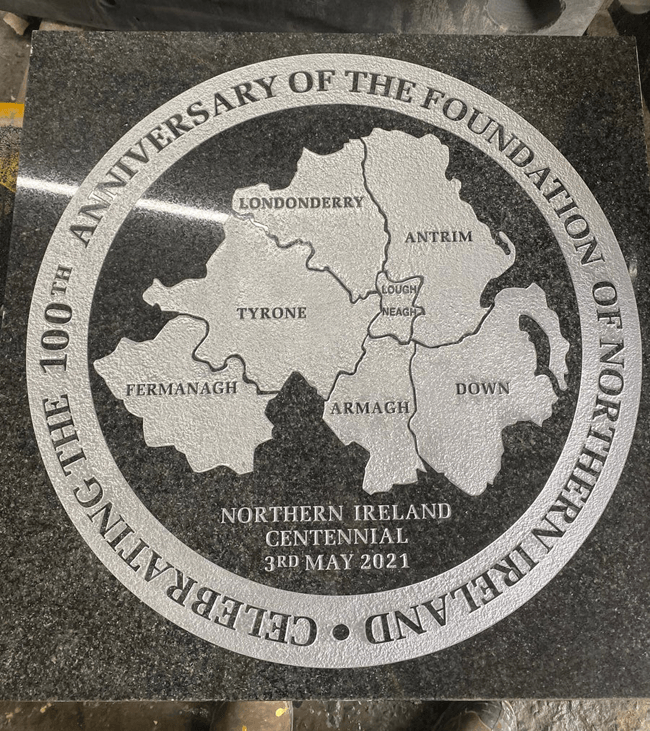 CELEBRATING THE 100TH ANNIVERSARY OF THE FOUNDATION OF NORTHERN IRELAND •
LONDONDERRY
ANTRIM
LOUGH
NEAGH
TYRONE
FERMANAGH
ARMAGH
DOWN
NORTHERN IRELAND
CENTENNIAL
3RD MAY 2021